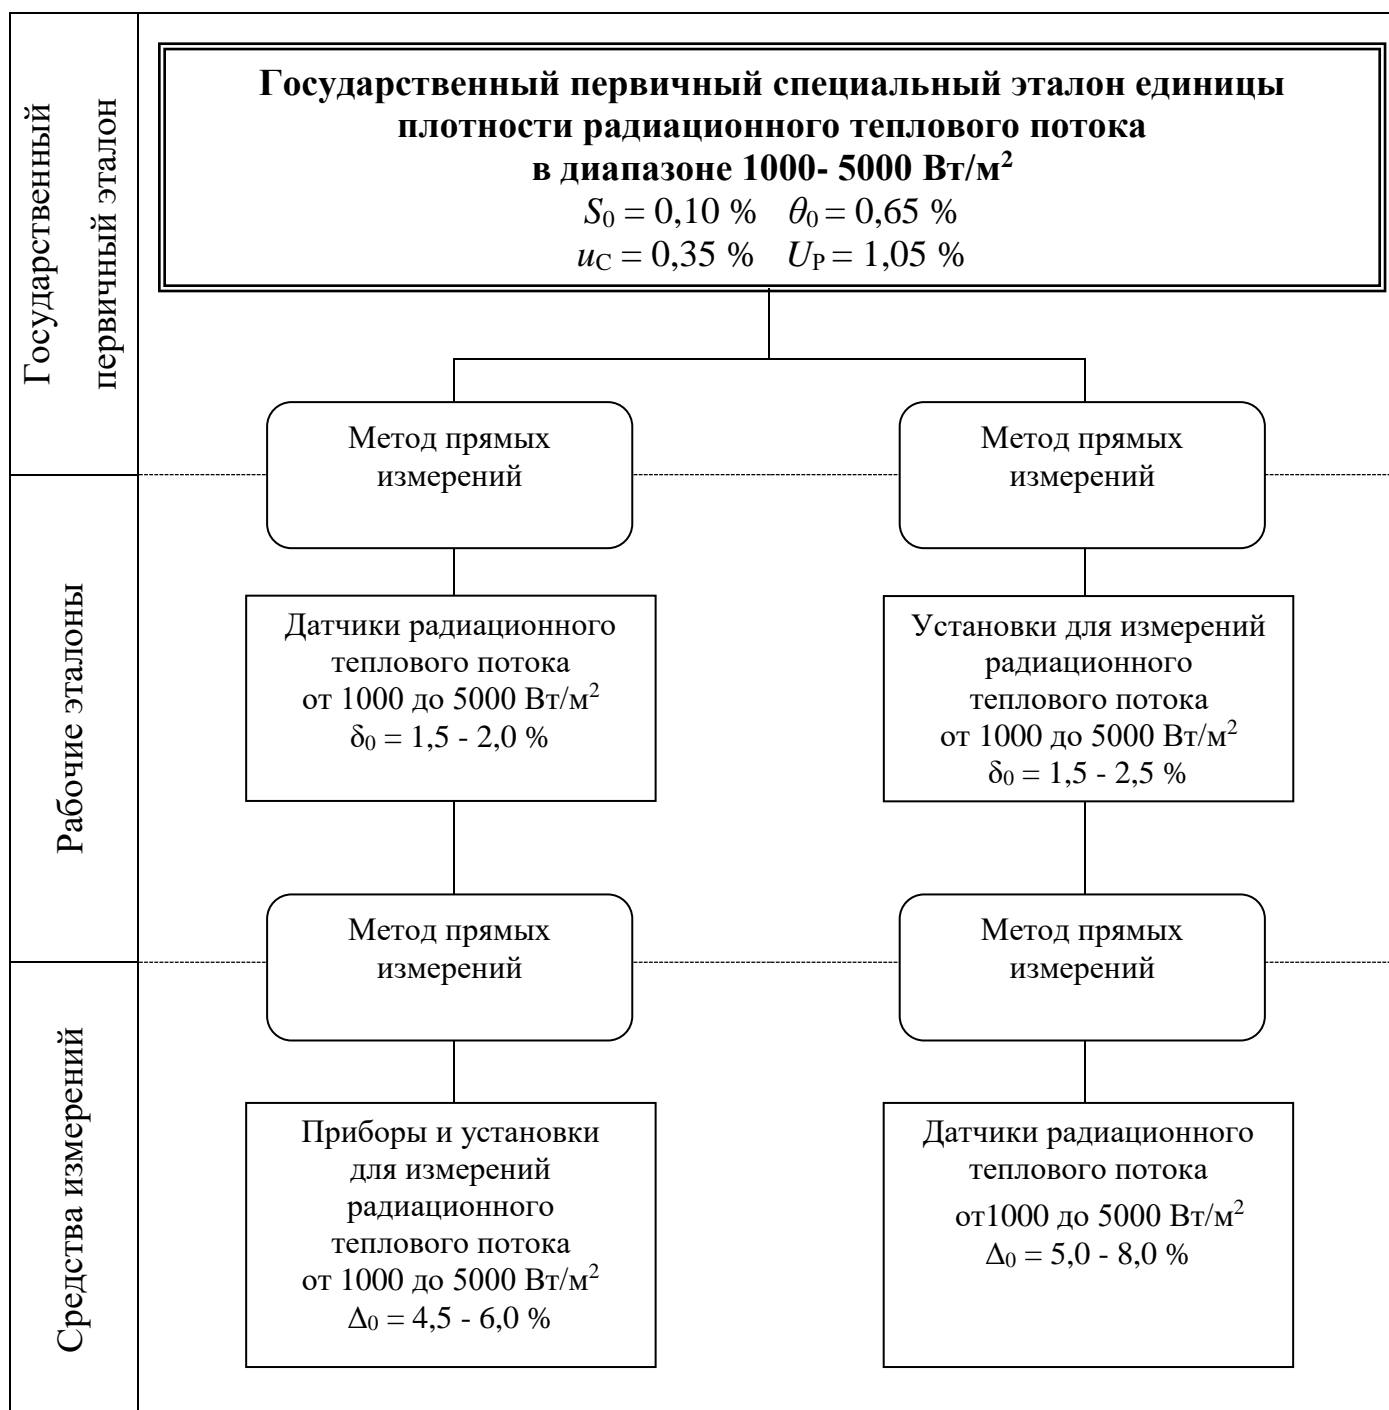 Государственный
первичный эталон
Государственный первичный специальный эталон единицы
плотности радиационного теплового потока
в диапазоне 1000- 5000 Вт/м²
S₀ = 0,10 % θ₀ = 0,65 %
u_C = 0,35 % U_P = 1,05 %
Метод прямых
измерений
Метод прямых
измерений
Рабочие эталоны
Датчики радиационного
теплового потока
от 1000 до 5000 Вт/м²
δ₀ = 1,5 - 2,0 %
Установки для измерений
радиационного
теплового потока
от 1000 до 5000 Вт/м²
δ₀ = 1,5 - 2,5 %
Метод прямых
измерений
Метод прямых
измерений
Средства измерений
Приборы и установки
для измерений
радиационного
теплового потока
от 1000 до 5000 Вт/м²
Δ₀ = 4,5 - 6,0 %
Датчики радиационного
теплового потока
от1000 до 5000 Вт/м²
Δ₀ = 5,0 - 8,0 %